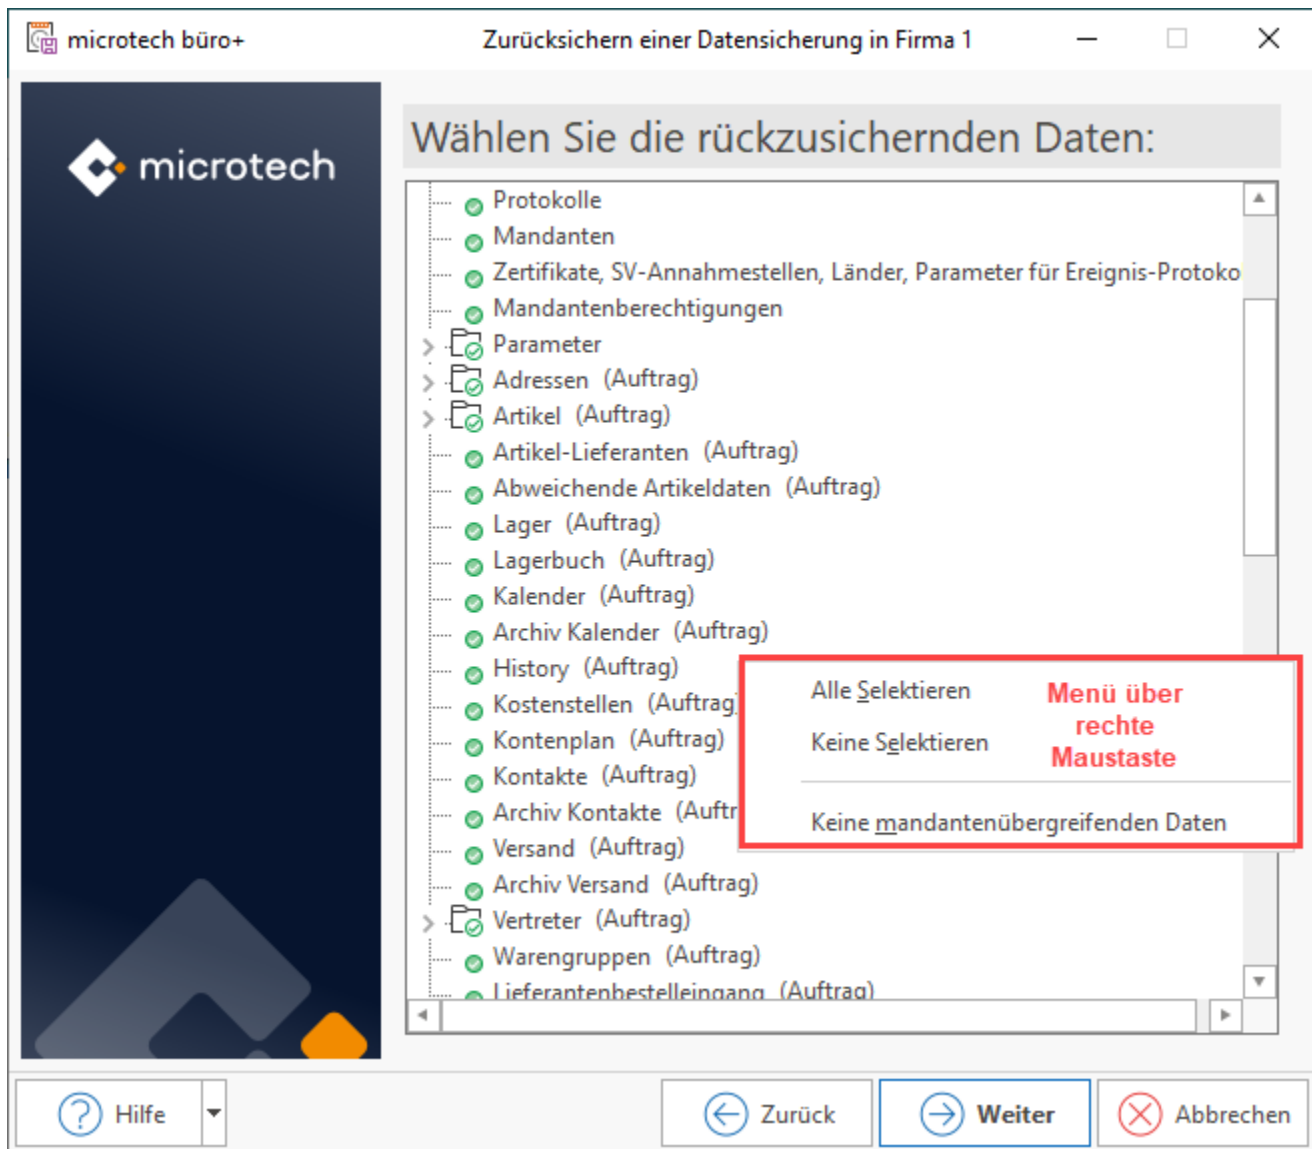 microtech büro+
Zurücksichern einer Datensicherung in Firma 1
microtech
Wählen Sie die rückzusichernden Daten:
Protokolle
Mandanten
Zertifikate, SV-Annahmestellen, Länder, Parameter für Ereignis-Protoko
Mandantenberechtigungen
Parameter
Adressen (Auftrag)
Artikel (Auftrag)
Artikel-Lieferanten (Auftrag)
Abweichende Artikeldaten (Auftrag)
Lager (Auftrag)
Lagerbuch (Auftrag)
Kalender (Auftrag)
Archiv Kalender (Auftrag)
History (Auftrag)
Kostenstellen (Auftrag)
Kontenplan (Auftrag)
Kontakte (Auftrag)
Archiv Kontakte (Auftr
Versand (Auftrag)
Archiv Versand (Auftrag)
Vertreter (Auftrag)
Warengruppen (Auftrag)
Lieferantenbestelleingang (Auftrag)
Alle Selektieren
Keine Selektieren
Keine mandantenübergreifenden Daten
Menü über
rechte
Maustaste
Hilfe
Zurück
Weiter
Abbrechen